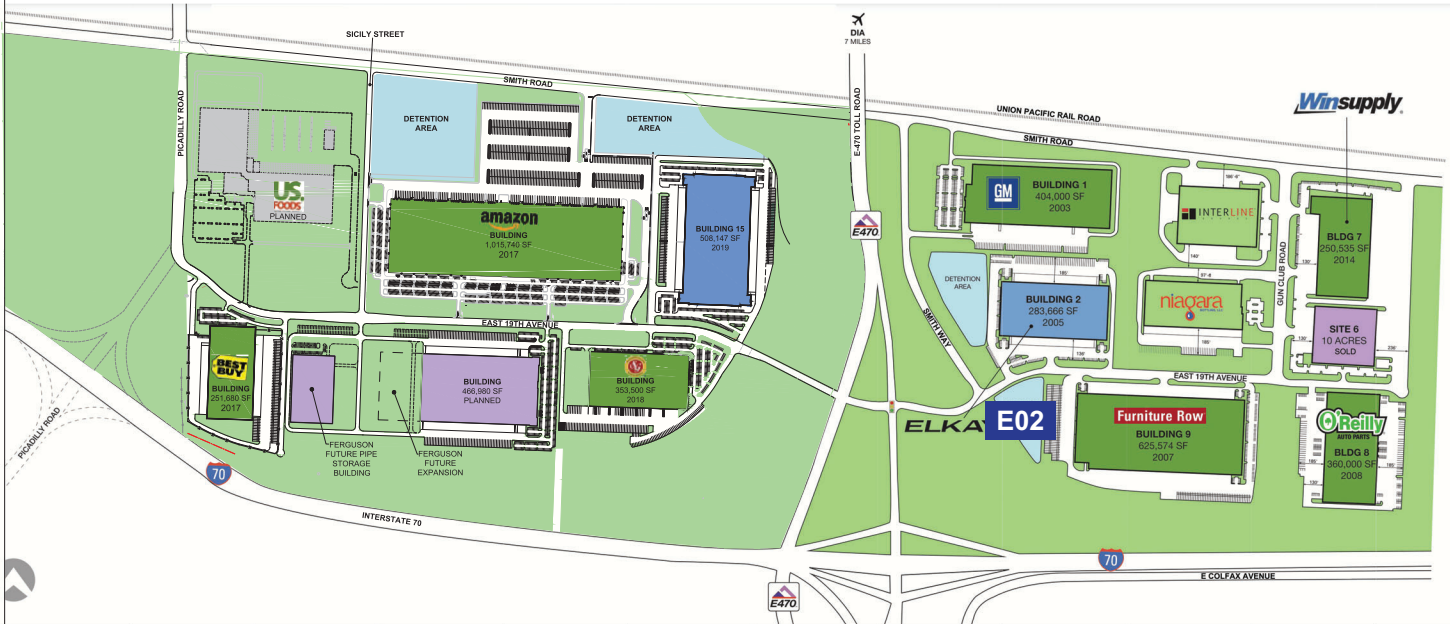 DIA
7 MILES
SICILY STREET
SMITH ROAD
UNION PACIFIC RAIL ROAD
SMITH ROAD
Winsupply
PICADILLY ROAD
E-470 TOLL ROAD
DETENTION
AREA
DETENTION
AREA
US.
FOODS
PLANNED
amazon
BUILDING
1,015,740 SF
2017
BUILDING 15
508,147 SF
2019
E470
GM
BUILDING 1
404,000 SF
2003
INTERLINE
BLDG 7
250,535 SF
2014
GUN CLUB ROAD
DETENTION
AREA
BUILDING 2
283,666 SF
2005
niagara
SITE 6
10 ACRES
SOLD
SMITH WAY
EAST 19TH AVENUE
EAST 19TH AVENUE
BEST
BUY
BUILDING
251,680 SF
2017
BUILDING
466,980 SF
PLANNED
BUILDING
353,500 SF
2018
ELKA
E02
Furniture Row
BUILDING 9
625,574 SF
2007
O'Reilly
AUTO PARTS
BLDG 8
360,000 SF
2008
PICADILLY ROAD
FERGUSON
FUTURE PIPE
STORAGE
BUILDING
FERGUSON
FUTURE
EXPANSION
70
INTERSTATE 70
70
E COLFAX AVENUE
E470